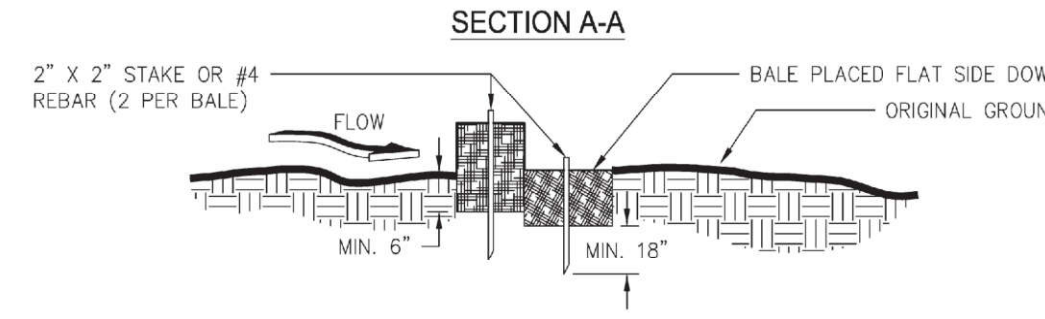 SECTION A-A
2" X 2" STAKE OR #4
REBAR (2 PER BALE)
FLOW
BALE PLACED FLAT SIDE DOW
ORIGINAL GROUN
MIN. 6"
MIN. 18"